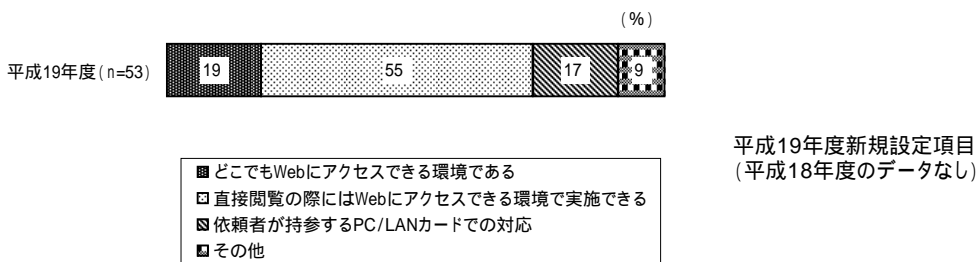 (%)
平成19年度(n=53)
19
55
17
9
平成19年度新規設定項目
(平成18年度のデータなし)
どこでもWebにアクセスできる環境である
直接閲覧の際にはWebにアクセスできる環境で実施できる
依頼者が持参するPC/LANカードでの対応
その他